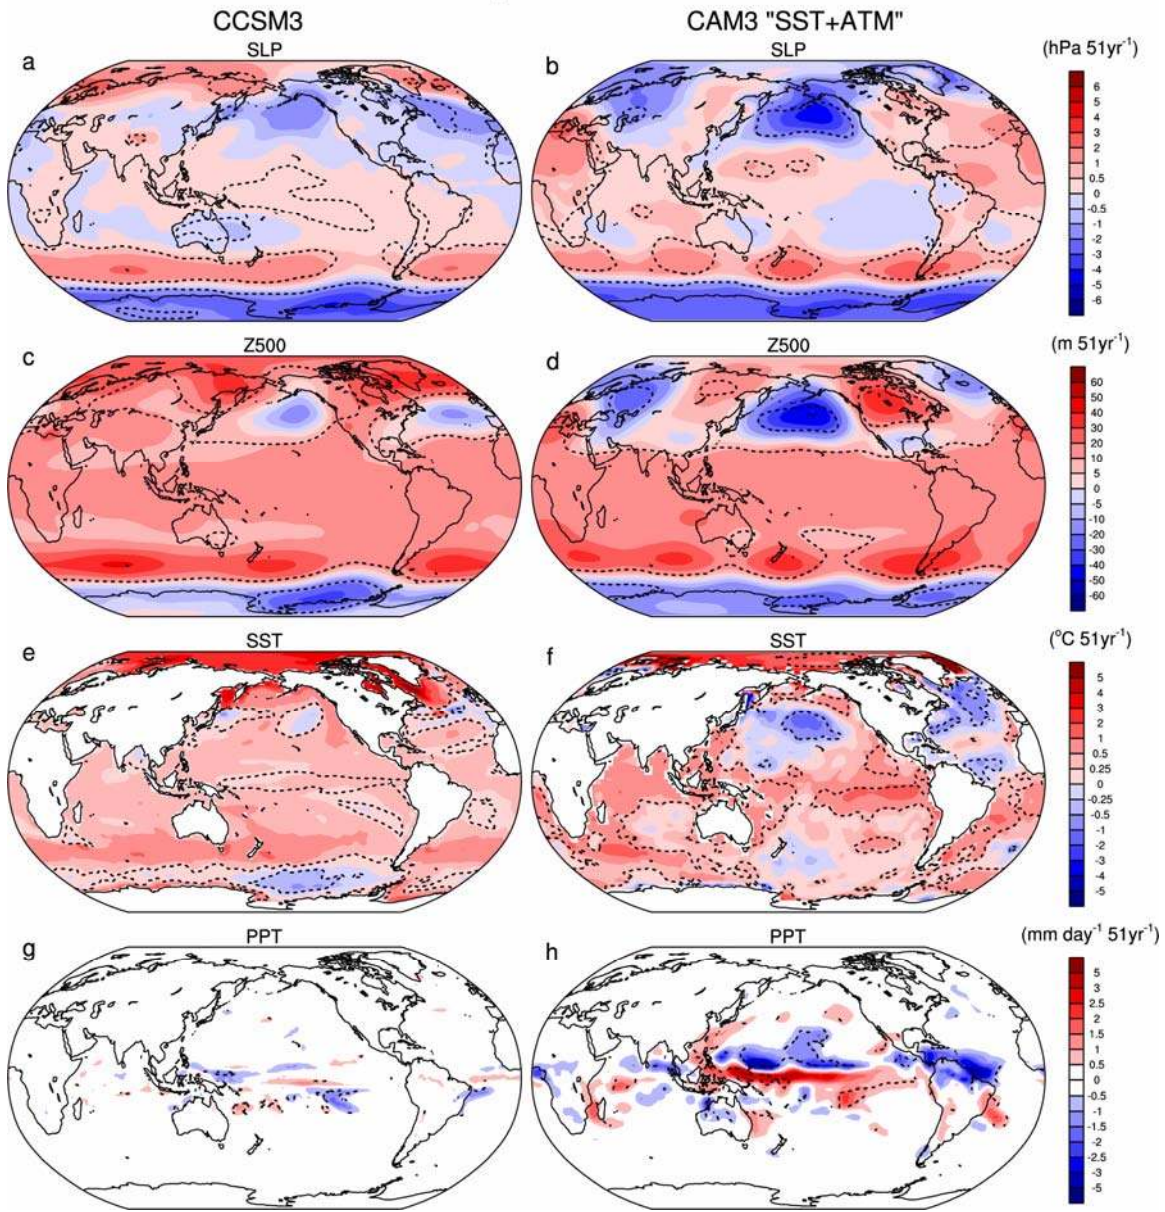 CCSM3
CAM3 "SST+ATM"
a
SLP
b
SLP
(hPa 51yr⁻¹)
6
5
4
3
2
1
0.5
0
-0.5
-1
-2
-3
-4
-5
-6
c
Z500
d
Z500
(m 51yr⁻¹)
60
50
40
30
20
10
5
0
-5
-10
-20
-30
-40
-50
-60
e
SST
f
SST
(°C 51yr⁻¹)
5
4
3
2
1
0.5
0.25
0
-0.25
-0.5
-1
-2
-3
-4
-5
g
PPT
h
PPT
(mm day⁻¹ 51yr⁻¹)
5
3
2.5
2
1.5
1
0.5
0
-0.5
-1
-1.5
-2
-2.5
-3
-5